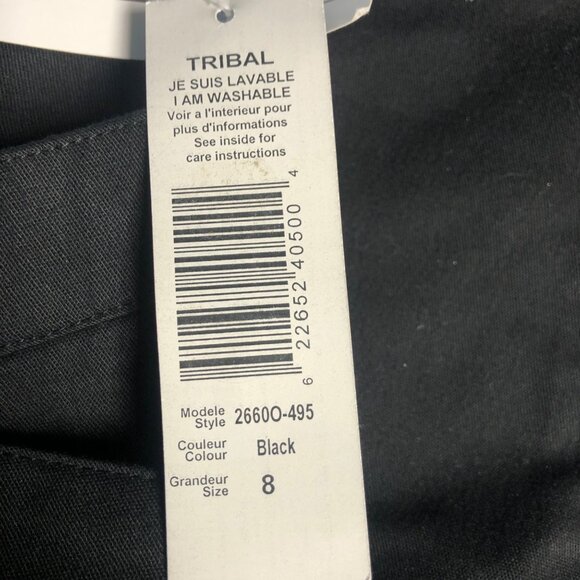 TRIBAL
JE SUIS LAVABLE
I AM WASHABLE
Voir a l'interieur pour
plus d'informations
See inside for
care instructions
6 22652 40500 4
Modele
Style 2660O-495
Couleur
Colour Black
Grandeur
Size 8